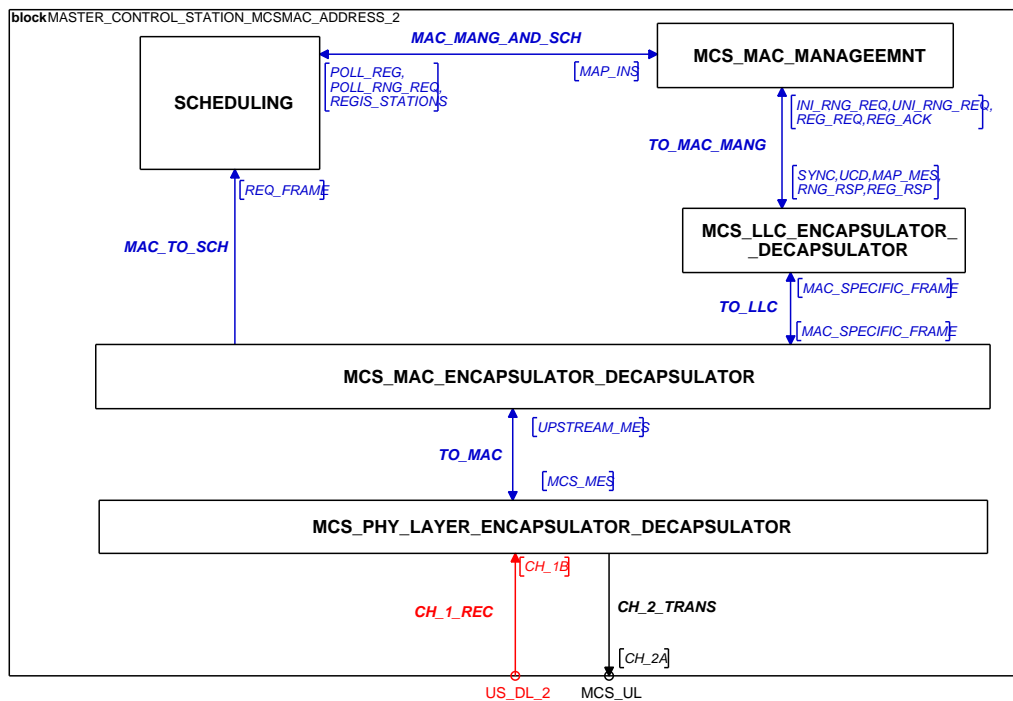 blockMASTER_CONTROL_STATION_MCSMAC_ADDRESS_2
MAC_MANG_AND_SCH
MCS_MAC_MANAGEEMNT
SCHEDULING
POLL_REG,
POLL_RNG_REQ,
REGIS_STATIONS
MAP_INS
INI_RNG_REQ,UNI_RNG_REQ,
REG_REQ,REG_ACK
TO_MAC_MANG
SYNC,UCD,MAP_MES,
RNG_RSP,REG_RSP
REQ_FRAME
MAC_TO_SCH
MCS_LLC_ENCAPSULATOR_
_DECAPSULATOR
MAC_SPECIFIC_FRAME
TO_LLC
MAC_SPECIFIC_FRAME
MCS_MAC_ENCAPSULATOR_DECAPSULATOR
UPSTREAM_MES
TO_MAC
MCS_MES
MCS_PHY_LAYER_ENCAPSULATOR_DECAPSULATOR
CH_1B
CH_1_REC
CH_2_TRANS
CH_2A
US_DL_2
MCS_UL